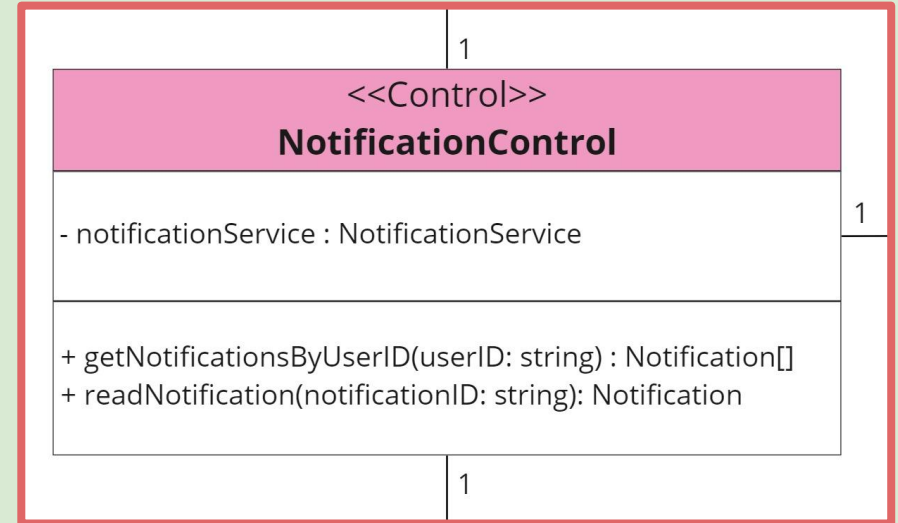 1
<<Control>>
NotificationControl
1
- notificationService : NotificationService
+ getNotificationsByUserID(userID: string) : Notification[]
+ readNotification(notificationID: string): Notification
1